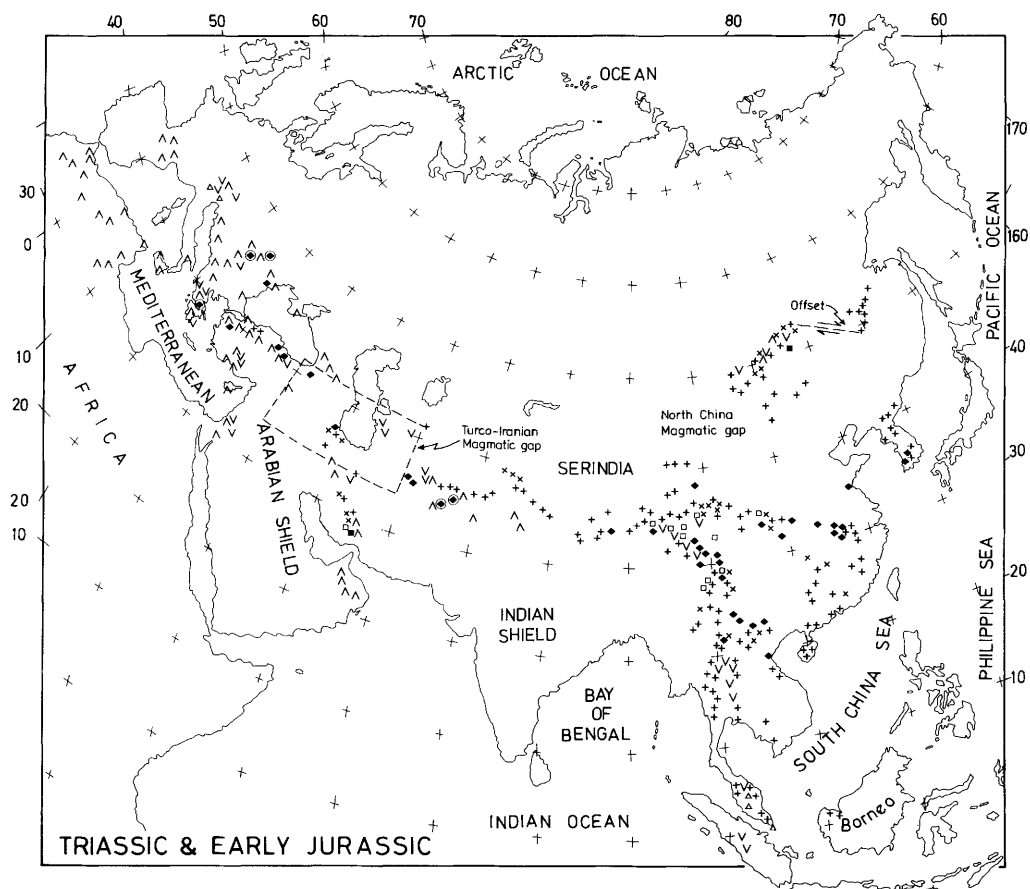 40 50 60 70 80 70 60
ARCTIC OCEAN
170
30
PACIFIC OCEAN
160
0
MEDITERRANEAN
Offset
10
40
AFRICA
North China
Magmatic gap
20
Turco-Iranian
Magmatic gap
ARABIAN SHIELD
SERINDIA
30
20
10
PHILIPPINE SEA
20
INDIAN
SHIELD
SOUTH CHINA SEA
BAY
OF
BENGAL
10
Borneo
INDIAN OCEAN
TRIASSIC & EARLY JURASSIC